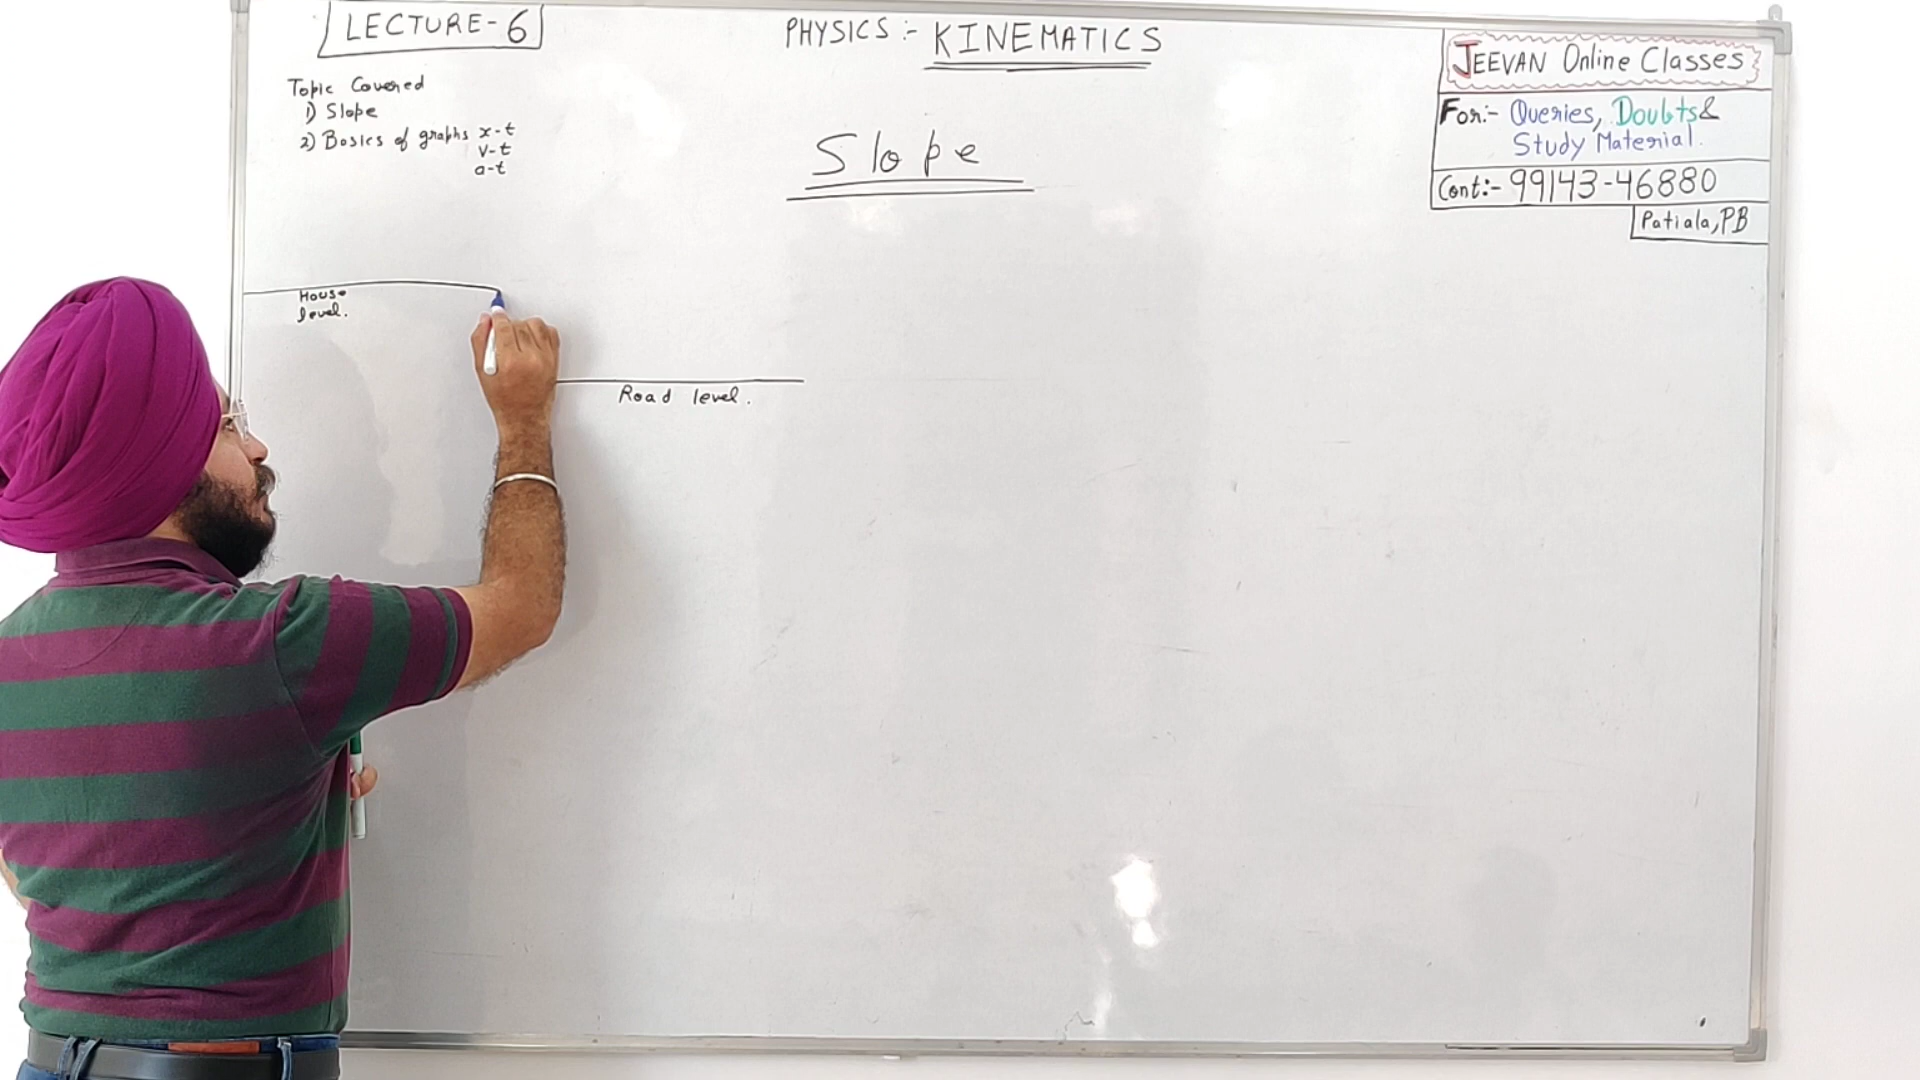 LECTURE-6
PHYSICS:- KINEMATICS
JEEVAN Online Classes
For:- Queries, Doubts &
Study Material.
Cont:- 99143-46880
Patiala, PB
Topic Covered
1) Slope
2) Basics of graphs x-t
v-t
a-t
Slope
House
level.
Road level.